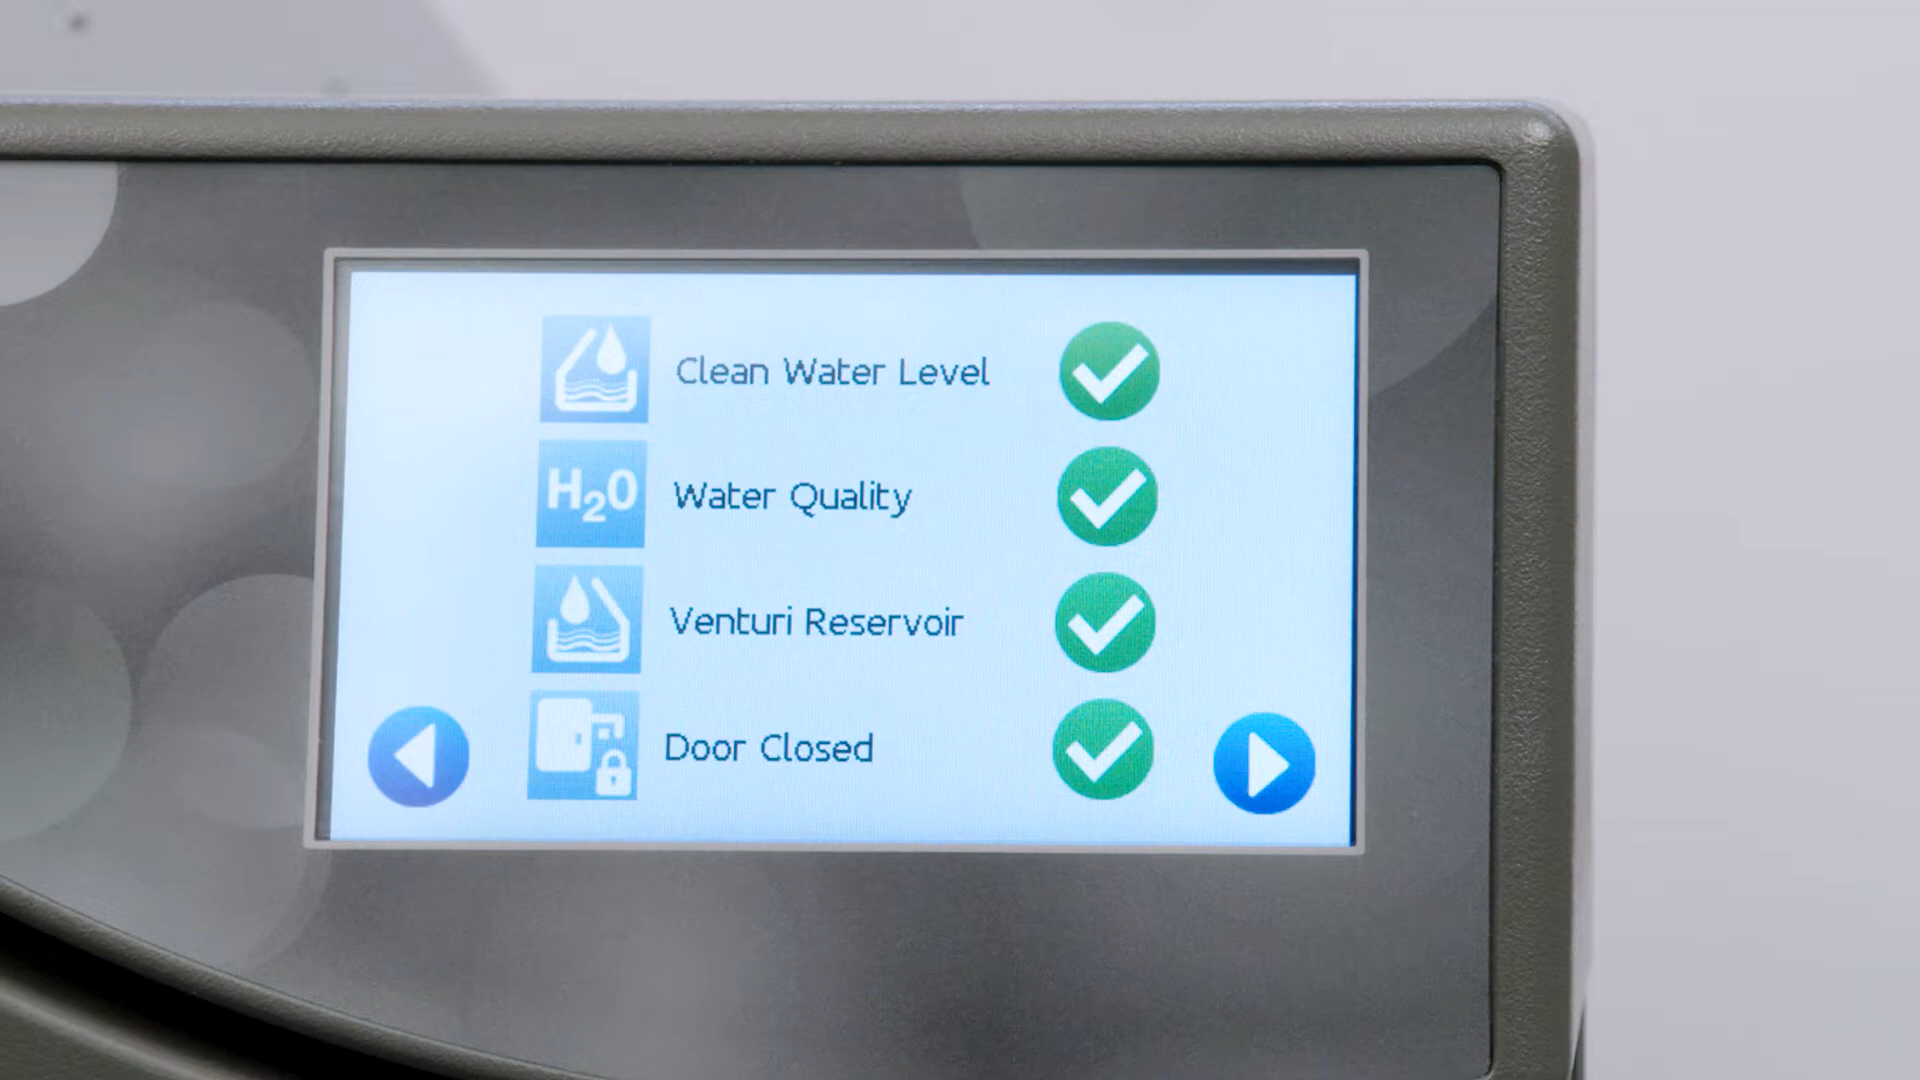 Clean Water Level
H₂O
Water Quality
Venturi Reservoir
Door Closed